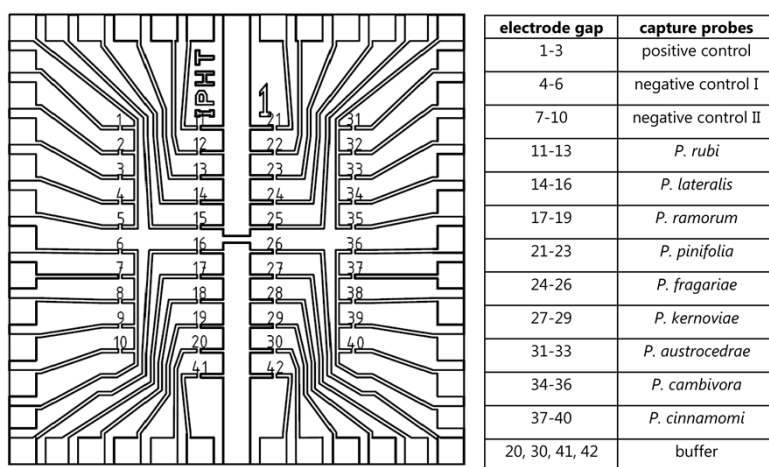 IPHT
1
1 11 21 31
2 12 22 32
3 13 23 33
4 14 24 34
5 15 25 35
6 16 26 36
7 17 27 37
8 18 28 38
9 19 29 39
10 20 30 40
41 42
electrode gap capture probes
1-3 positive control
4-6 negative control I
7-10 negative control II
11-13 P. rubi
14-16 P. lateralis
17-19 P. ramorum
21-23 P. pinifolia
24-26 P. fragariae
27-29 P. kernoviae
31-33 P. austrocedrae
34-36 P. cambivora
37-40 P. cinnamomi
20, 30, 41, 42 buffer